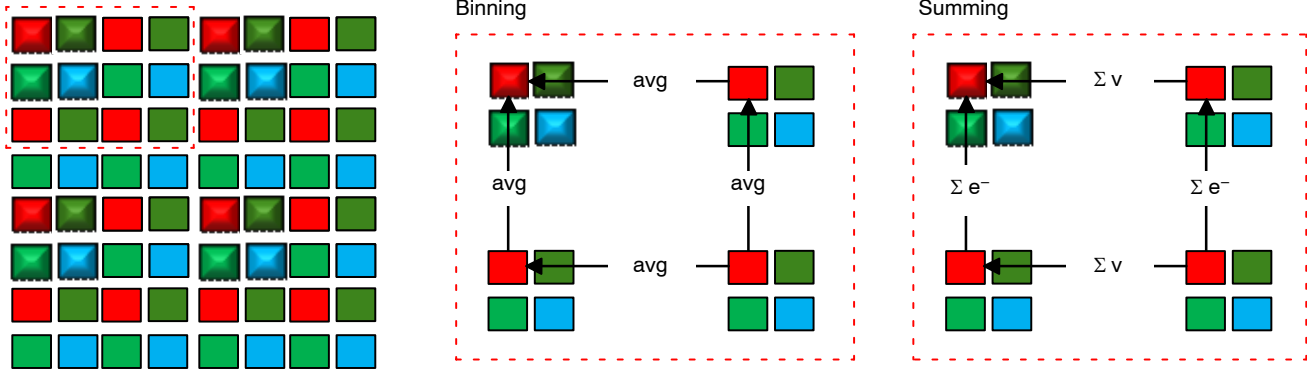 Binning
avg
avg
avg
avg
Summing
Σ v
Σ e⁻
Σ e⁻
Σ v